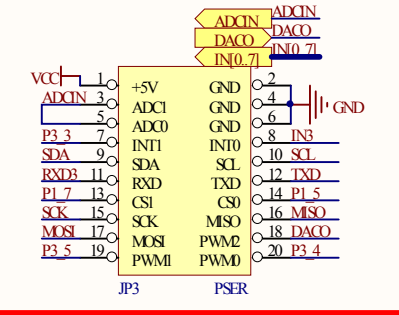 ADCIN ADCIN
DACO DACO
IN[0..7] IN[0_7]
VCC 1 +5V GND 2
ADCIN 3 ADC1 GND 4 GND
5 ADC0 GND 6
P3_3 7 INT1 INT0 8 IN3
SDA 9 SDA SCL 10 SCL
RXD3 11 RXD TXD 12 TXD
P1_7 13 CS1 CS0 14 P1_5
SCK 15 SCK MISO 16 MISO
MOSI 17 MOSI PWM2 18 DACO
P3_5 19 PWM1 PWM0 20 P3_4
JP3 PSER